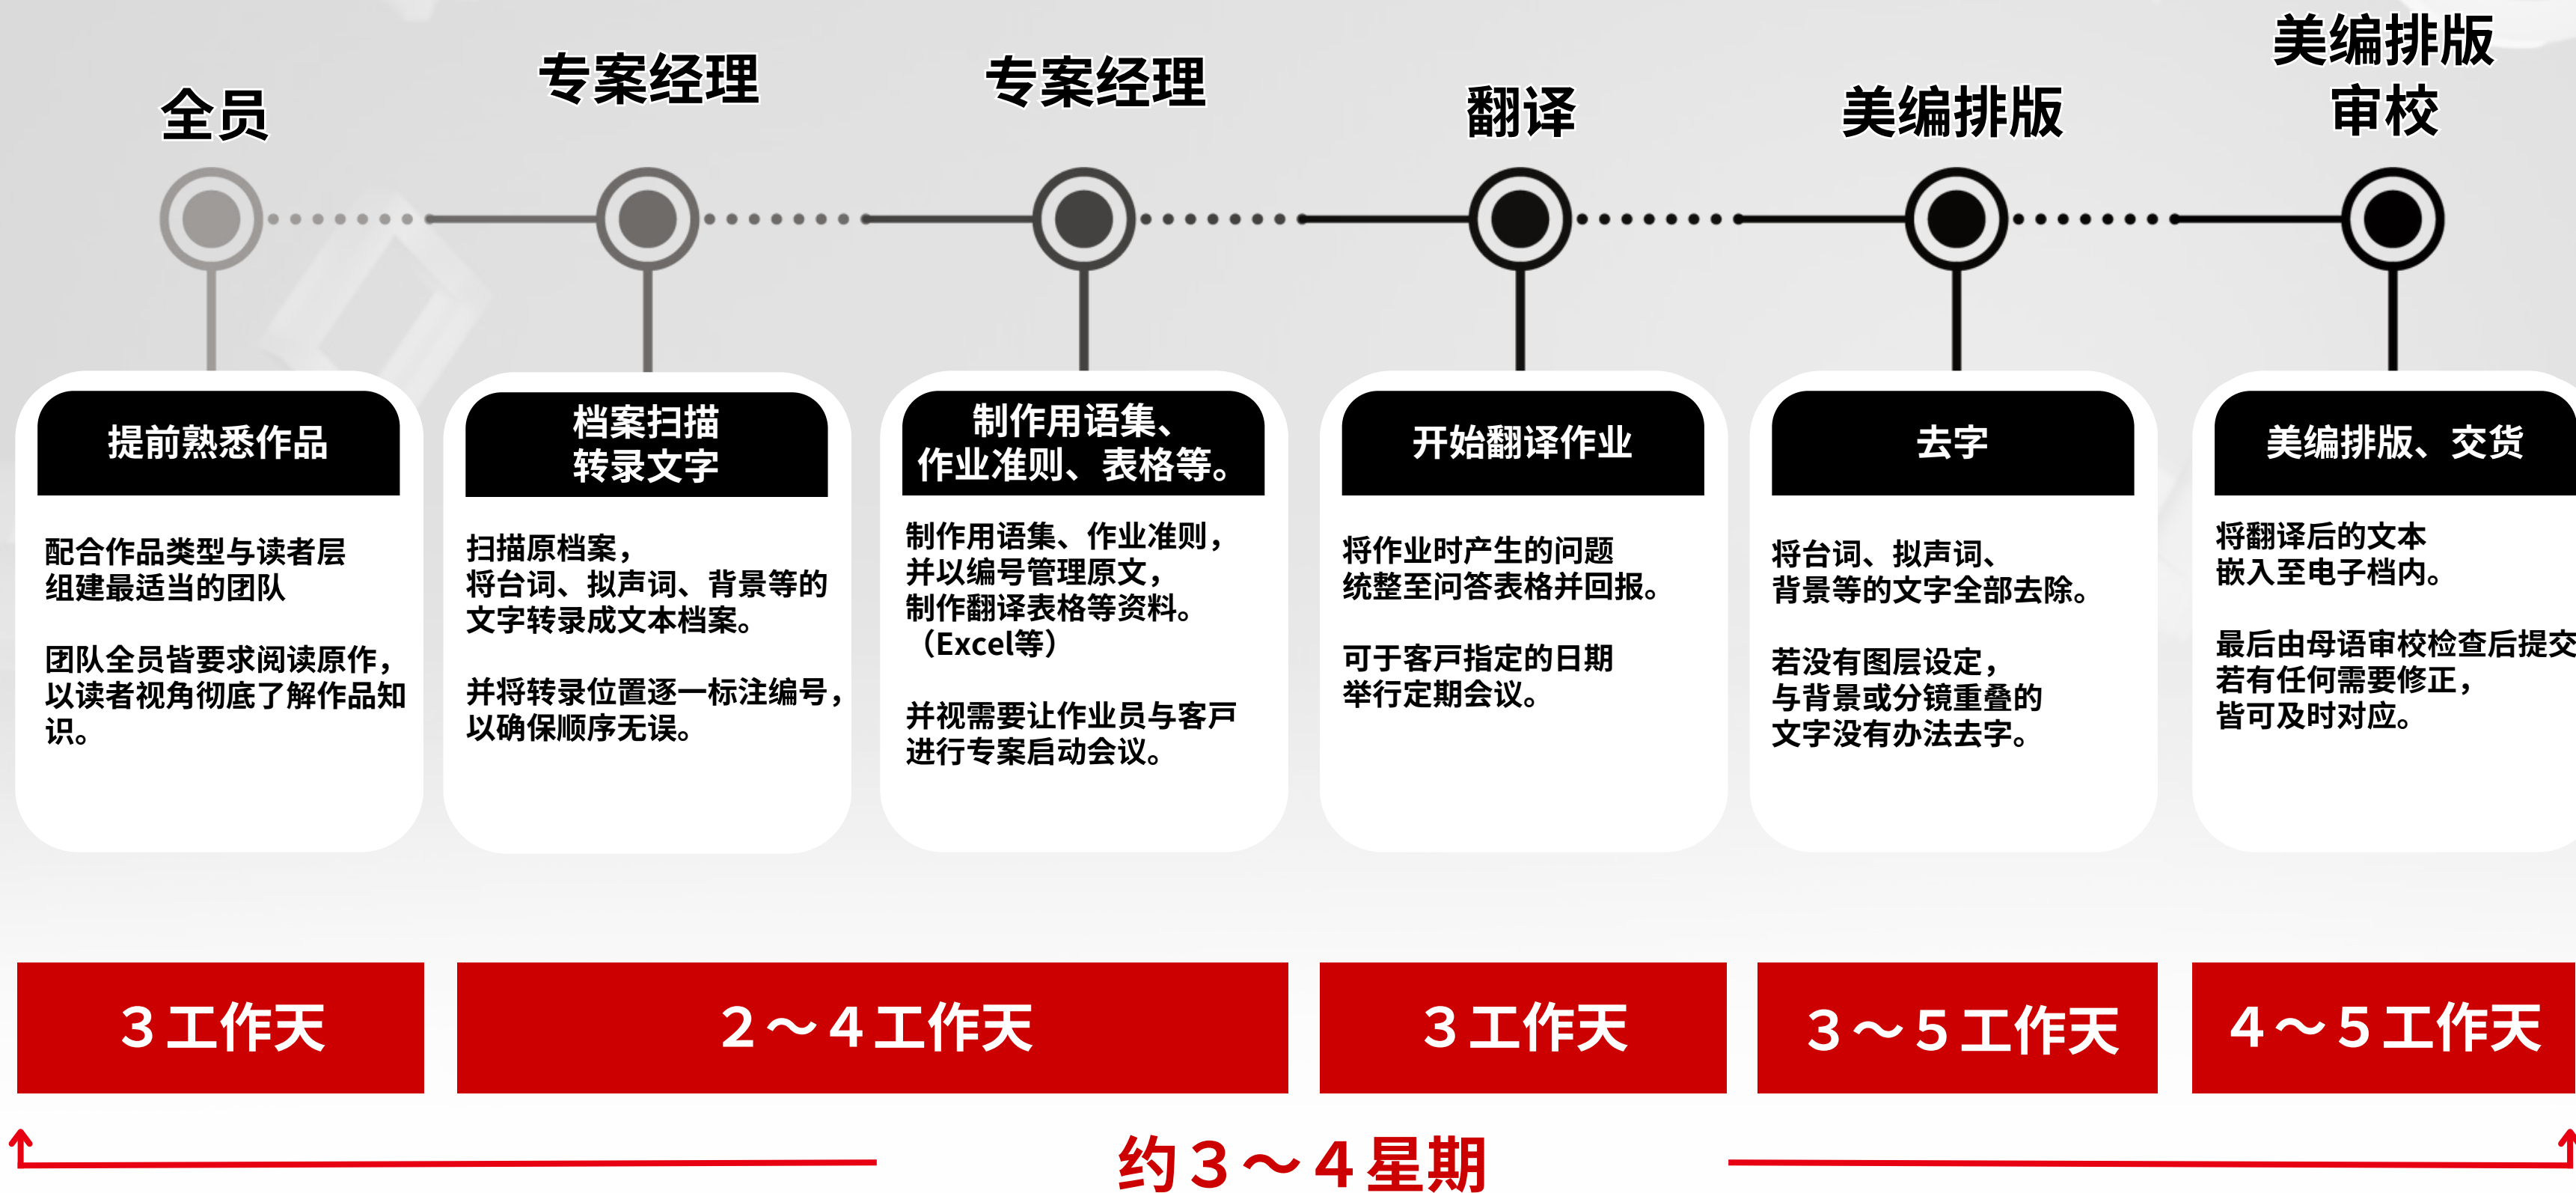 全员
专案经理
专案经理
翻译
美编排版
美编排版
审校
提前熟悉作品
配合作品类型与读者层
组建最适当的团队
团队全员皆要求阅读原作，
以读者视角彻底了解作品知
识。
档案扫描
转录文字
扫描原档案，
将台词、拟声词、背景等的
文字转录成文本档案。
并将转录位置逐一标注编号，
以确保顺序无误。
制作用语集、
作业准则、表格等。
制作用语集、作业准则，
并以编号管理原文，
制作翻译表格等资料。
（Excel等）
并视需要让作业员与客戸
进行专案启动会议。
开始翻译作业
将作业时产生的问题
统整至问答表格并回报。
可于客戸指定的日期
举行定期会议。
去字
将台词、拟声词、
背景等的文字全部去除。
若没有图层设定，
与背景或分镜重叠的
文字没有办法去字。
美编排版、交货
将翻译后的文本
嵌入至电子档内。
最后由母语审校检查后提交
若有任何需要修正，
皆可及时对应。
３工作天
２～４工作天
３工作天
３～５工作天
４～５工作天
约３～４星期